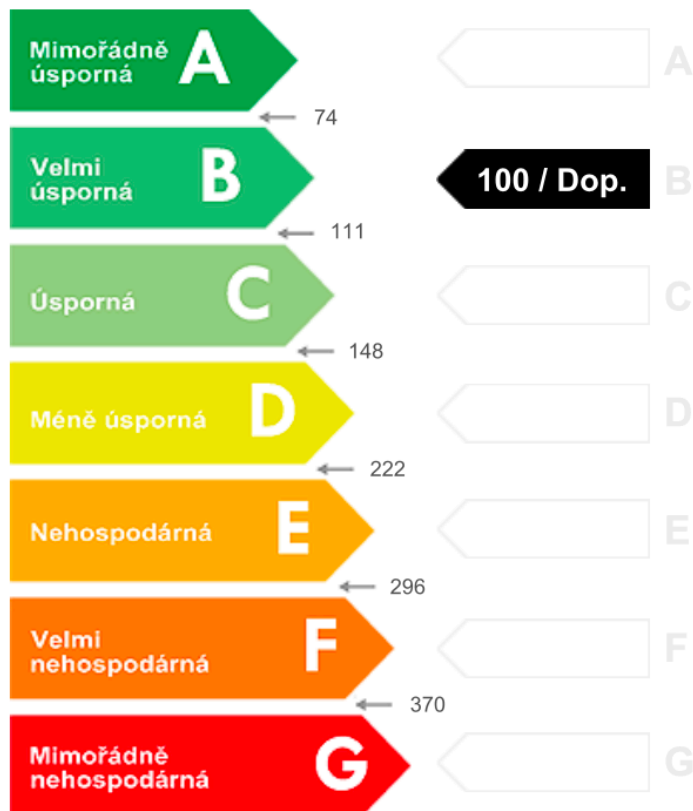 Mimořádně
úsporná
A
A
74
Velmi
úsporná
B
100 / Dop.
B
111
Úsporná
C
C
148
Méně úsporná
D
D
222
Nehospodárná
E
E
296
Velmi
nehospodárná
F
F
370
Mimořádně
nehospodárná
G
G